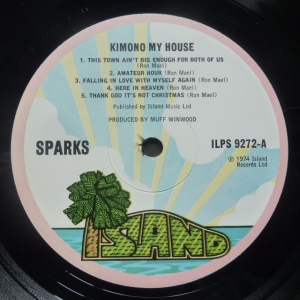 KIMONO MY HOUSE
1. THIS TOWN AIN'T BIG ENOUGH FOR BOTH OF US
(Ron Mael)
2. AMATEUR HOUR (Ron Mael)
3. FALLING IN LOVE WITH MYSELF AGAIN (Ron Mael)
4. HERE IN HEAVEN (Ron Mael)
5. THANK GOD IT'S NOT CHRISTMAS (Ron Mael)
Published by Island Music Ltd
PRODUCED BY MUFF WINWOOD
SPARKS
ILPS 9272-A
℗ 1974 Island
Records Ltd
ISLAND